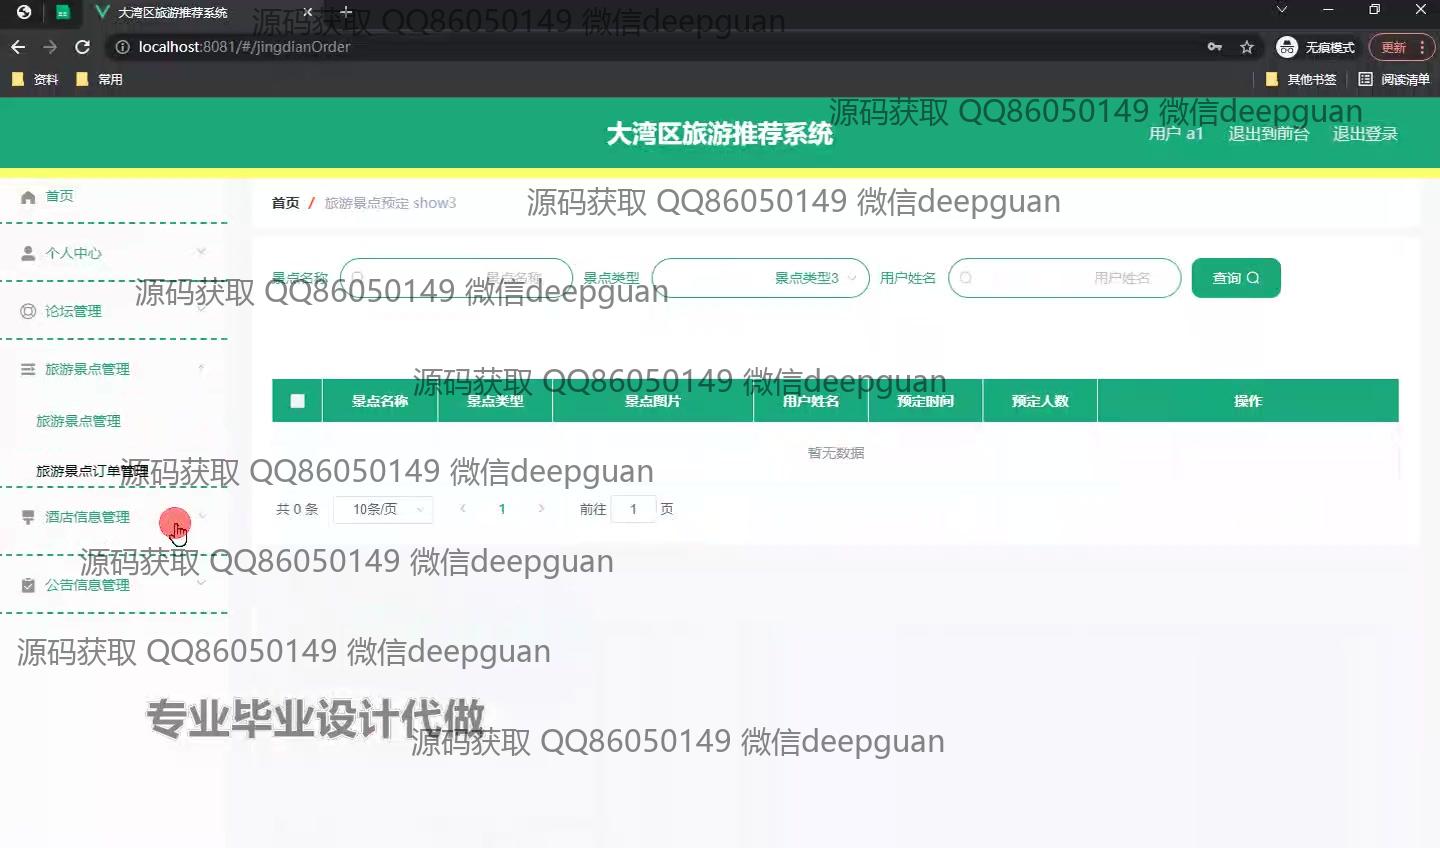 大湾区旅游推荐系统
源码获取 QQ86050149 微信deepguan
localhost:8081/#/jingdianOrder
无痕模式
更新
资料
常用
其他书签
阅读清单
源码获取 QQ86050149 微信deepguan
大湾区旅游推荐系统
用户 a1
退出到前台
退出登录
首页
首页 / 旅游景点预定 show3
源码获取 QQ86050149 微信deepguan
个人中心
景点名称
景点名称
景点类型
景点类型3
用户姓名
用户姓名
查询
源码获取 QQ86050149 微信deepguan
论坛管理
旅游景点管理
源码获取 QQ86050149 微信deepguan
景点名称
景点类型
景点图片
用户姓名
预定时间
预定人数
操作
旅游景点管理
暂无数据
旅游景点订单管理
源码获取 QQ86050149 微信deepguan
共 0 条
10条/页
1
前往
1
页
酒店信息管理
源码获取 QQ86050149 微信deepguan
公告信息管理
源码获取 QQ86050149 微信deepguan
专业毕业设计代做
源码获取 QQ86050149 微信deepguan